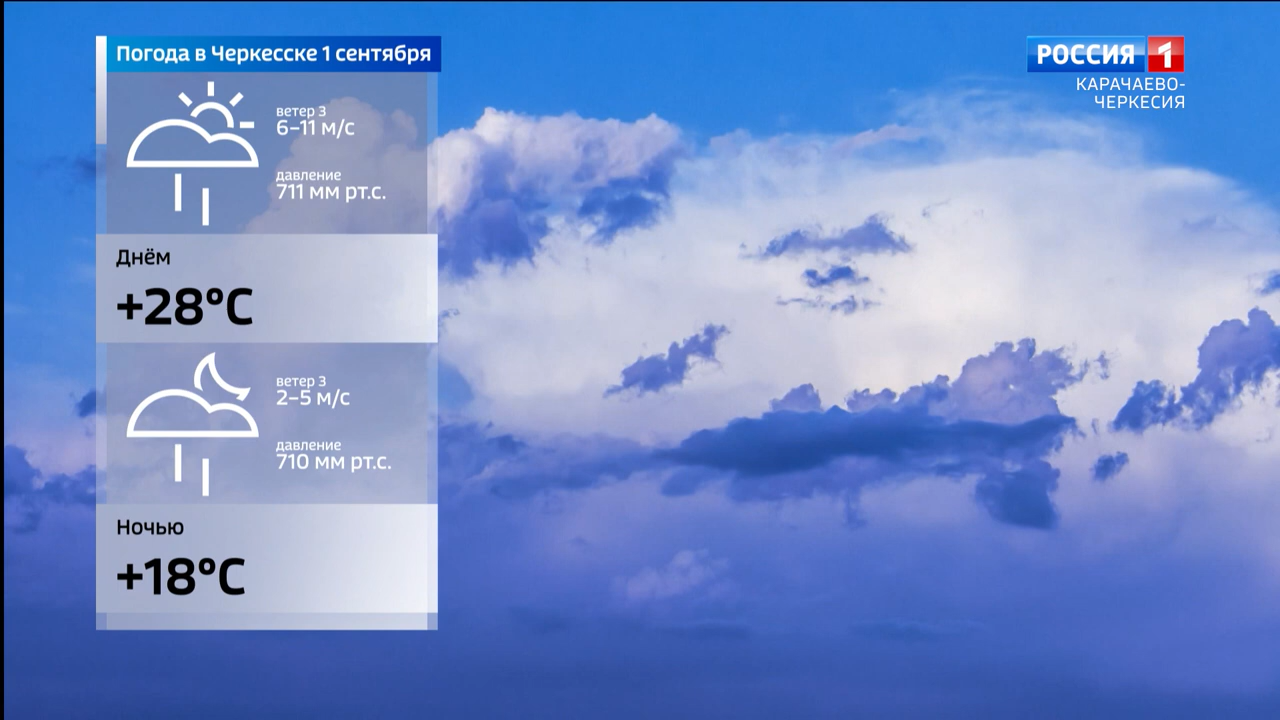 Погода в Черкесске 1 сентября
РОССИЯ 1
КАРАЧАЕВО-
ЧЕРКЕСИЯ
ветер З
6–11 м/с
давление
711 мм рт.с.
Днём
+28°C
ветер З
2–5 м/с
давление
710 мм рт.с.
Ночью
+18°C